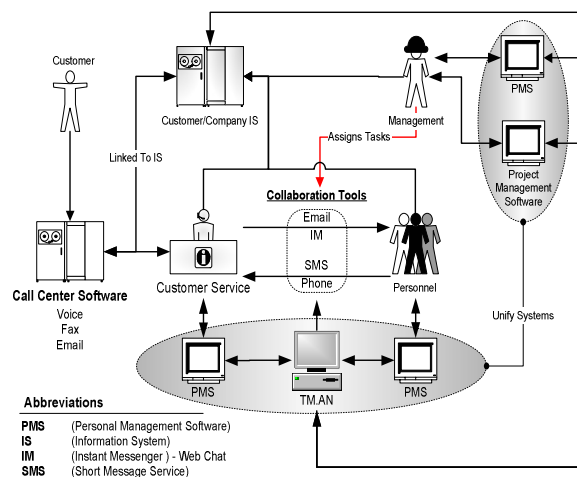 Customer
Customer/Company IS
Management
PMS
Project
Management
Software
Assigns Tasks
Linked To IS
Collaboration Tools
Email
IM
SMS
Phone
Customer Service
Personnel
Call Center Software
Voice
Fax
Email
Unify Systems
PMS
TM.AN
PMS
Abbreviations
PMS (Personal Management Software)
IS (Information System)
IM (Instant Messenger ) - Web Chat
SMS (Short Message Service)